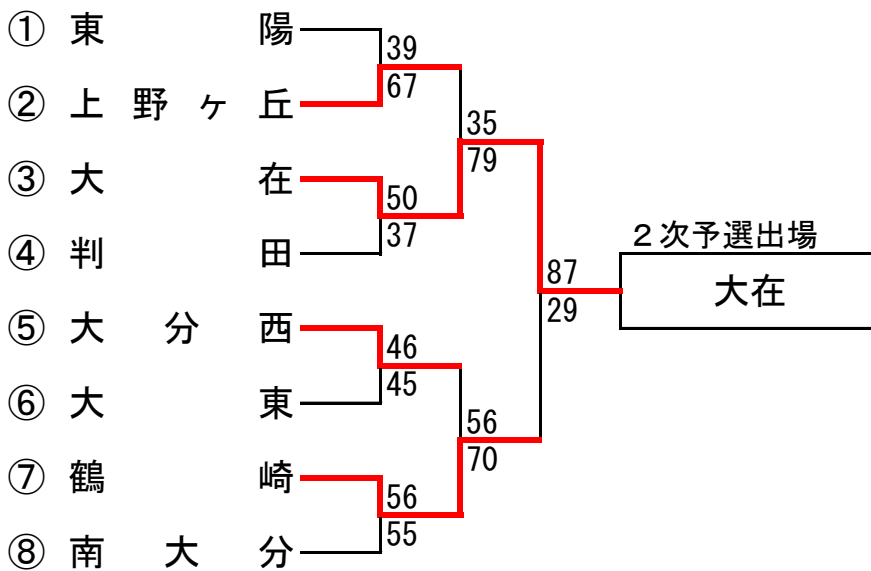 ① 東陽
39
67
② 上野ヶ丘
35
79
③ 大在
50
37
④ 判田
２次予選出場
大在
87
29
⑤ 大分西
46
45
⑥ 大東
56
70
⑦ 鶴崎
56
55
⑧ 南大分